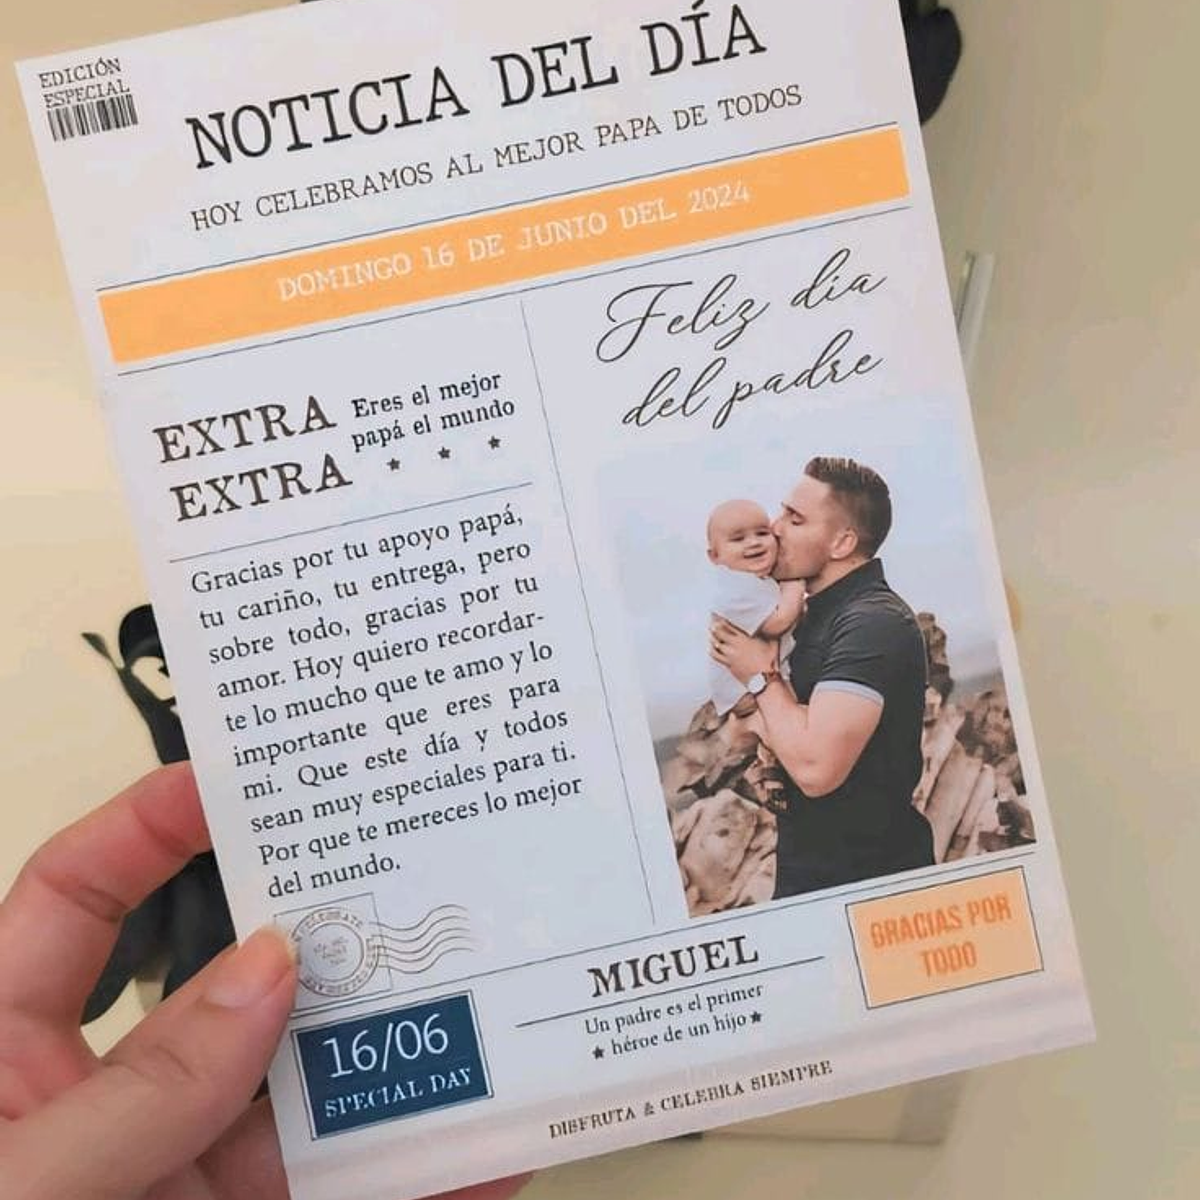 EDICIÓN
ESPECIAL
NOTICIA DEL DÍA
HOY CELEBRAMOS AL MEJOR PAPA DE TODOS
DOMINGO 16 DE JUNIO DEL 2024
Feliz dia
del padre
EXTRA
EXTRA
Eres el mejor
papá el mundo
Gracias por tu apoyo papá,
tu cariño, tu entrega, pero
sobre todo, gracias por tu
amor. Hoy quiero recordar-
te lo mucho que te amo y lo
importante que eres para
mi. Que este día y todos
sean muy especiales para ti.
Por que te mereces lo mejor
del mundo.
16/06
SPECIAL DAY
MIGUEL
Un padre es el primer
héroe de un hijo
GRACIAS POR
TODO
DISFRUTA & CELEBRA SIEMPRE